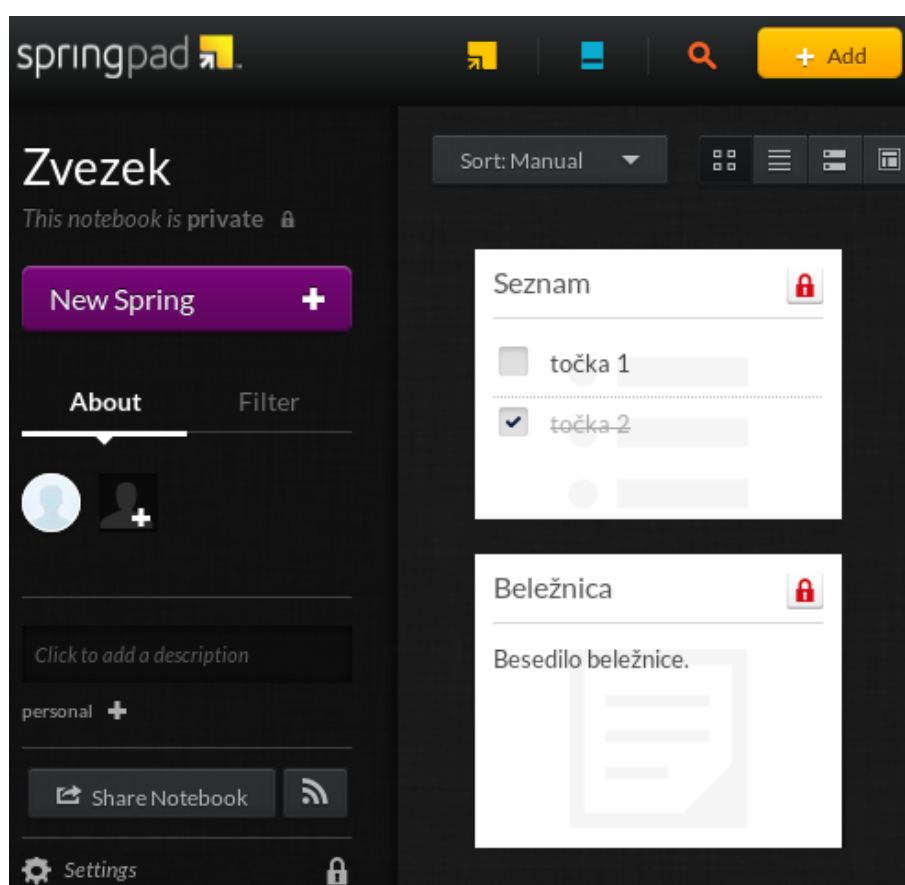 springpad
+ Add
Zvezek
This notebook is private
New Spring +
About Filter
Click to add a description
personal +
Share Notebook
Settings
Sort: Manual
Seznam
točka 1
točka 2
Beležnica
Besedilo beležnice.